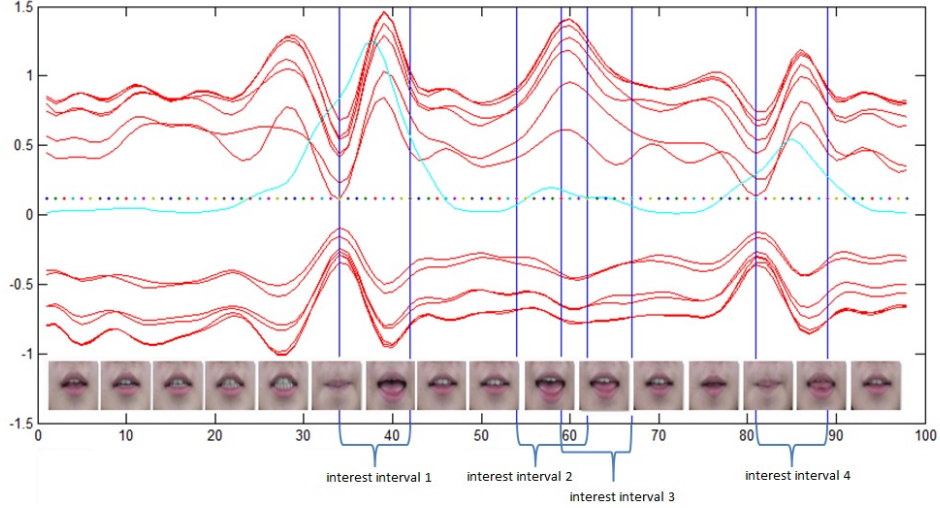 1.5
1
0.5
0
-0.5
-1
-1.5
0 10 20 30 40 50 60 70 80 90 100
interest interval 1
interest interval 2
interest interval 4
interest interval 3